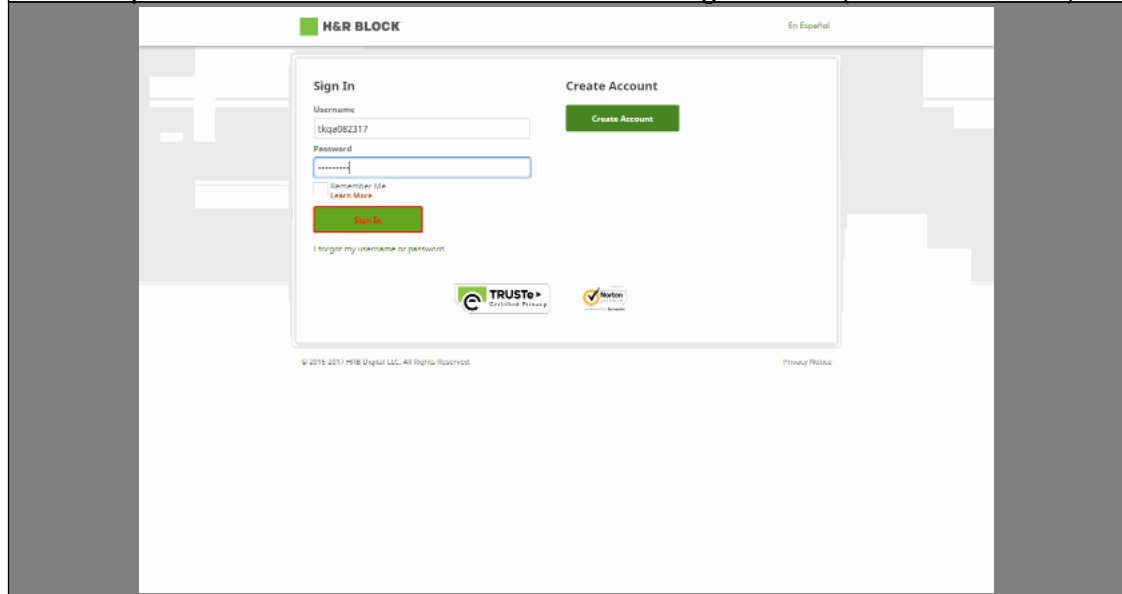 H&R BLOCK
En Español
Sign In
Create Account
Username
tkqa082317
Create Account
Password
---------
Remember Me
Learn More
Sign In
I forgot my username or password
TRUSTe
Certified Privacy
Norton
Symantec
© 2016-2017 HRB Digital LLC. All Rights Reserved.
Privacy Notice